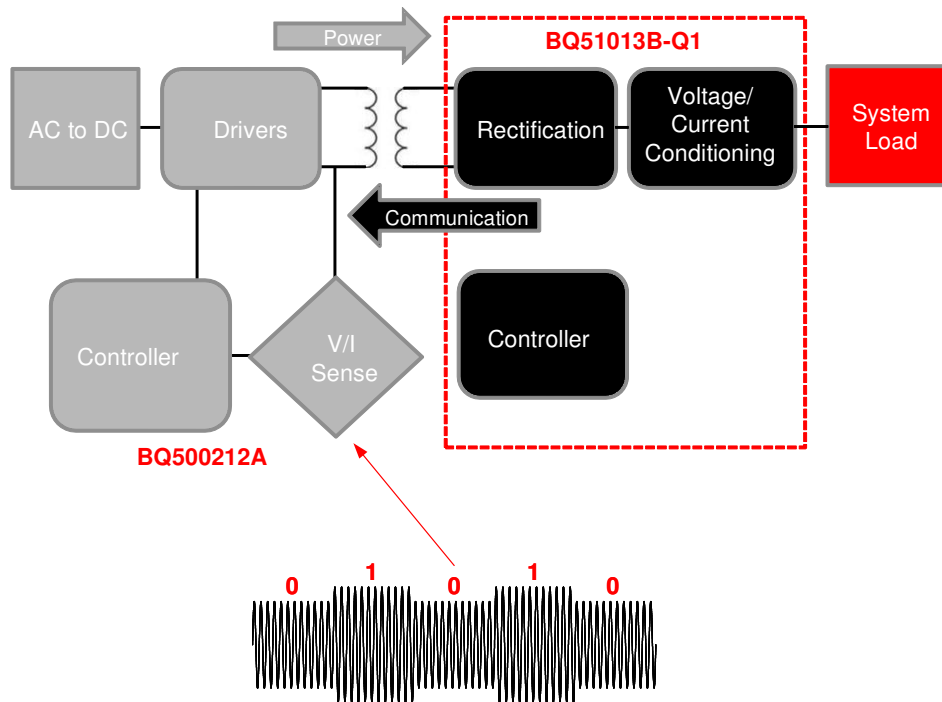 Power
BQ51013B-Q1
AC to DC
Drivers
Rectification
Voltage/
Current
Conditioning
System
Load
Communication
Controller
V/I
Sense
Controller
BQ500212A
0
1
0
1
0